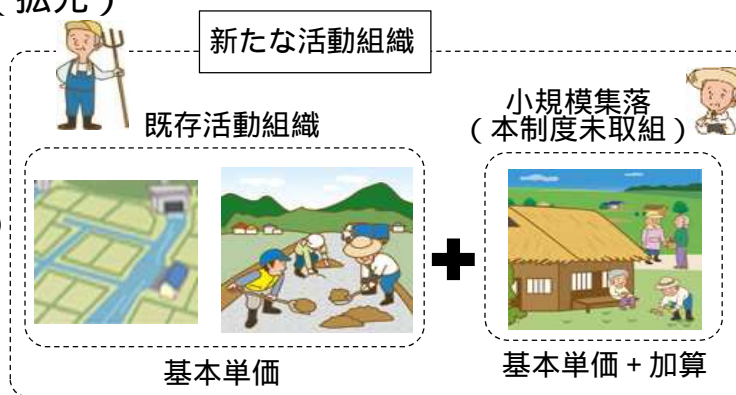 （拡充）
新たな活動組織
既存活動組織
小規模集落
（本制度未取組）
基本単価
基本単価＋加算